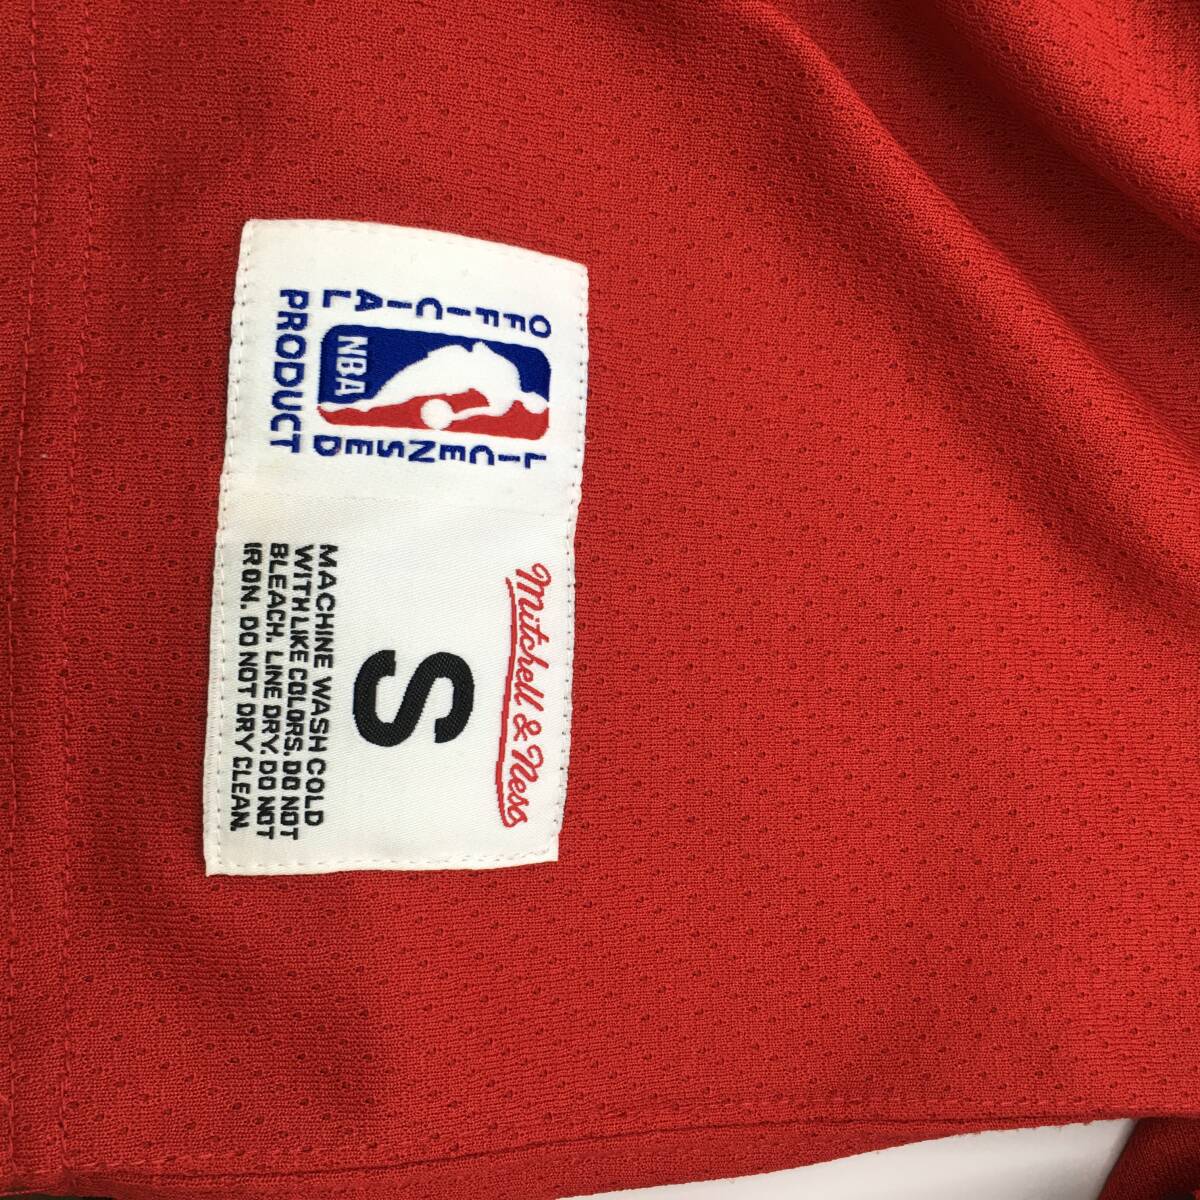 OFFICIAL
LICENSED
NBA
PRODUCT
Mitchell & Ness
S
MACHINE WASH COLD
WITH LIKE COLORS. DO NOT
BLEACH. LINE DRY. DO NOT
IRON. DO NOT DRY CLEAN.